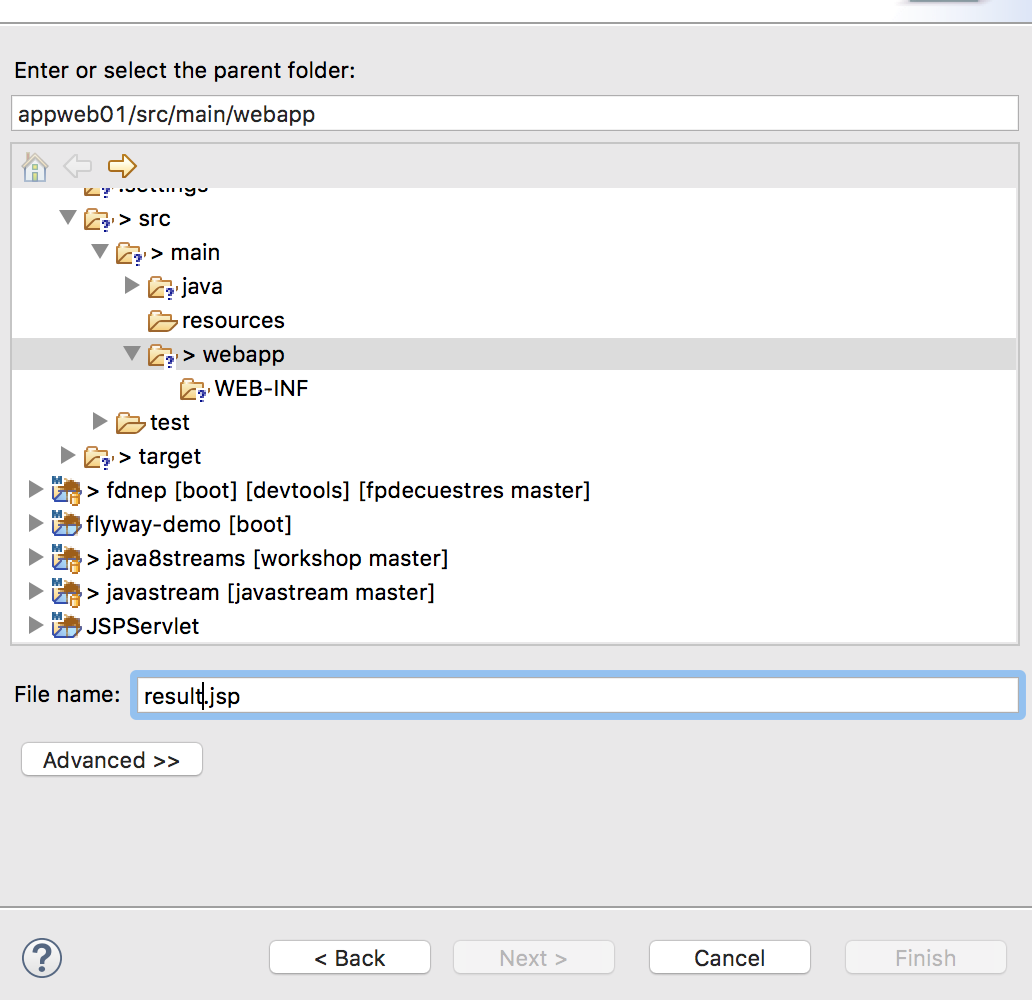 Enter or select the parent folder:
appweb01/src/main/webapp
.settings
> src
> main
java
resources
> webapp
WEB-INF
test
> target
> fdnep [boot] [devtools] [fpdecuestres master]
flyway-demo [boot]
> java8streams [workshop master]
> javastream [javastream master]
JSPServlet
File name: result.jsp
Advanced >>
? < Back Next > Cancel Finish